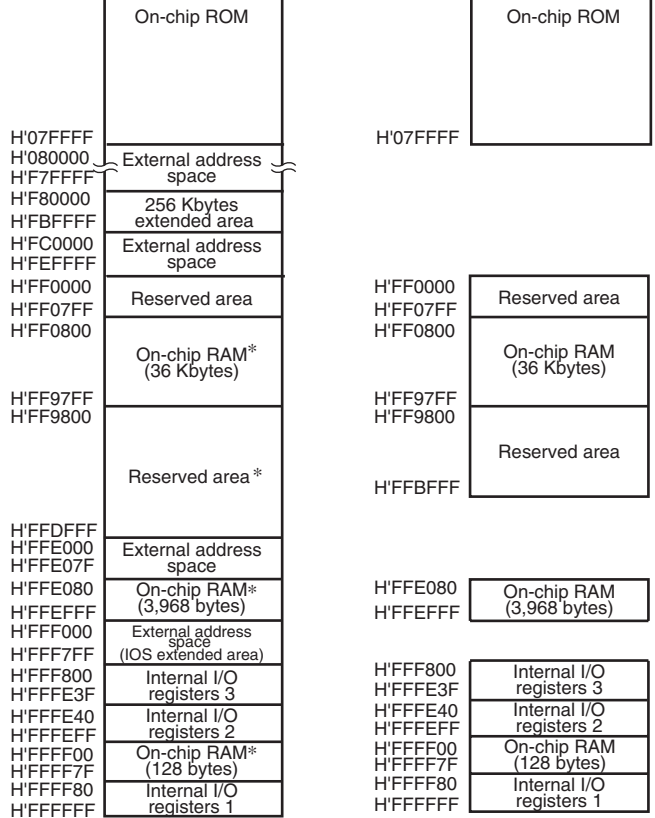 On-chip ROM
H'07FFFF
H'080000
H'F7FFFF
External address
space
H'F80000
H'FBFFFF
256 Kbytes
extended area
H'FC0000
H'FEFFFF
External address
space
H'FF0000
H'FF07FF
Reserved area
H'FF0800
On-chip RAM*
(36 Kbytes)
H'FF97FF
H'FF9800
Reserved area*
H'FFDFFF
H'FFE000
H'FFE07F
External address
space
H'FFE080
H'FFEFFF
On-chip RAM*
(3,968 bytes)
H'FFF000
H'FFF7FF
External address
space
(IOS extended area)
H'FFF800
H'FFFE3F
Internal I/O
registers 3
H'FFFE40
H'FFFEFF
Internal I/O
registers 2
H'FFFF00
H'FFFF7F
On-chip RAM*
(128 bytes)
H'FFFF80
H'FFFFFF
Internal I/O
registers 1
On-chip ROM
H'07FFFF
H'FF0000
H'FF07FF
Reserved area
H'FF0800
On-chip RAM
(36 Kbytes)
H'FF97FF
H'FF9800
Reserved area
H'FFBFFF
H'FFE080
H'FFEFFF
On-chip RAM
(3,968 bytes)
H'FFF800
H'FFFE3F
Internal I/O
registers 3
H'FFFE40
H'FFFEFF
Internal I/O
registers 2
H'FFFF00
H'FFFF7F
On-chip RAM
(128 bytes)
H'FFFF80
H'FFFFFF
Internal I/O
registers 1